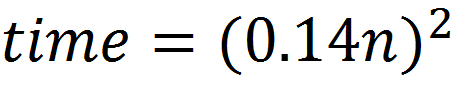 time = (0.14n)²